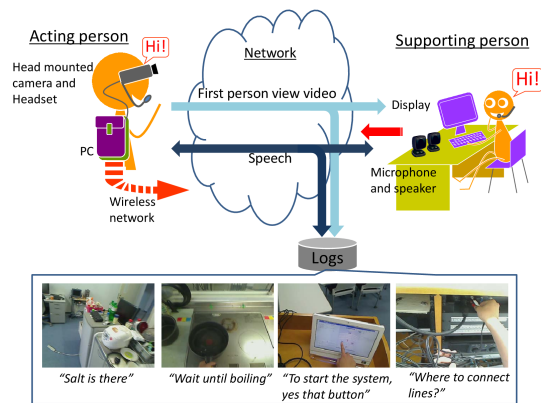 Acting person
Network
Supporting person
Hi!
Head mounted
camera and
Headset
Hi!
First person view video
Display
PC
Speech
Microphone
and speaker
Wireless
network
Logs
"Salt is there"
"Wait until boiling"
"To start the system,
yes that button"
"Where to connect
lines?"